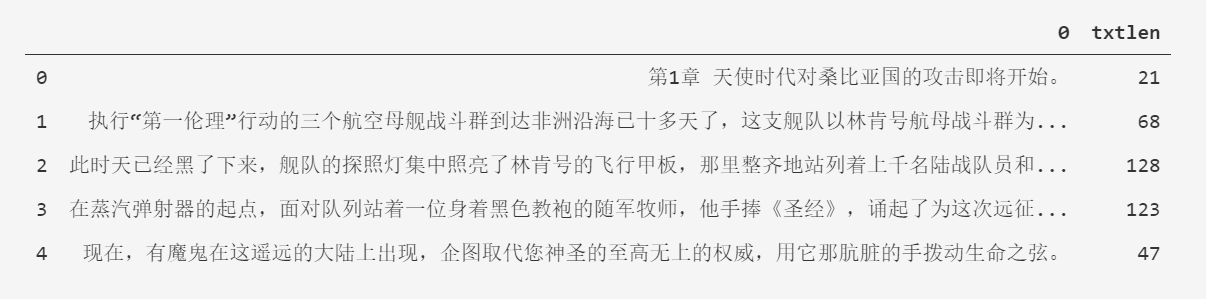 0 txtlen
0 第1章 天使时代对桑比亚国的攻击即将开始。 21
1 执行“第一伦理”行动的三个航空母舰战斗群到达非洲沿海已十多天了，这支舰队以林肯号航母战斗群为... 68
2 此时天已经黑了下来，舰队的探照灯集中照亮了林肯号的飞行甲板，那里整齐地站列着上千名陆战队员和... 128
3 在蒸汽弹射器的起点，面对队列站着一位身着黑色教袍的随军牧师，他手捧《圣经》，诵起了为这次远征... 123
4 现在，有魔鬼在这遥远的大陆上出现，企图取代您神圣的至高无上的权威，用它那肮脏的手拨动生命之弦。 47